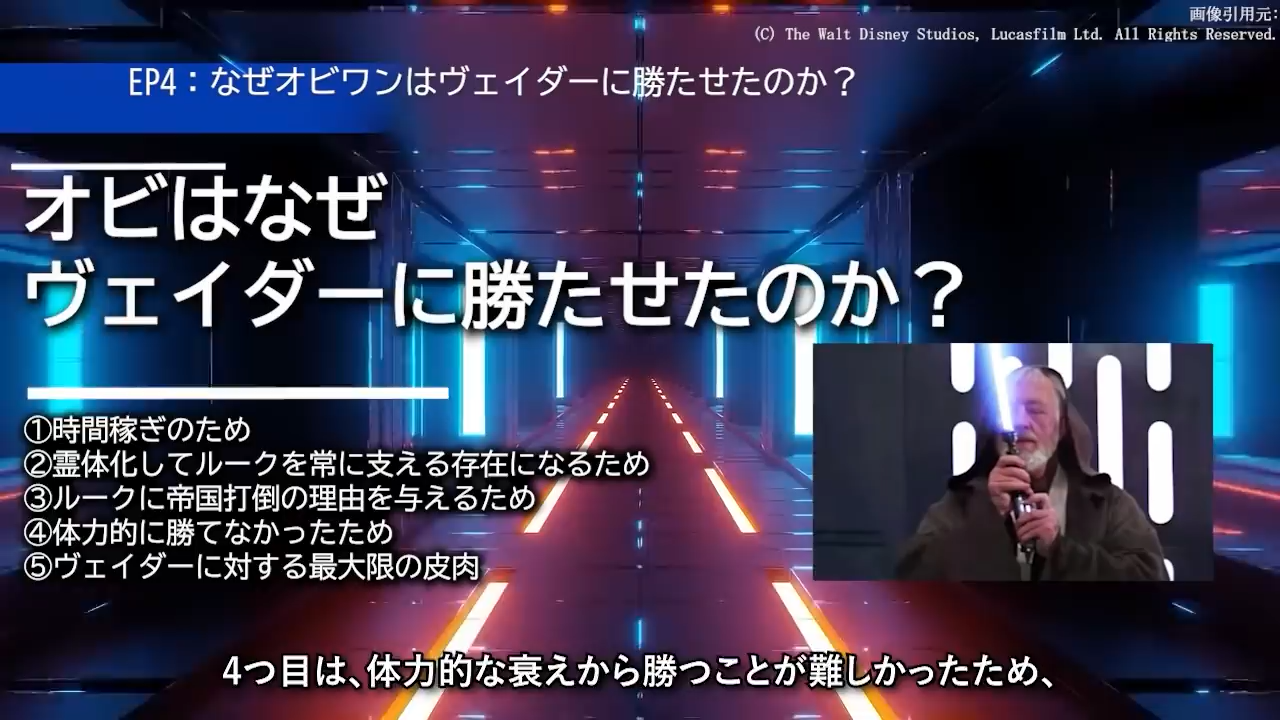 画像引用元:
(C) The Walt Disney Studios, Lucasfilm Ltd. All Rights Reserved.
EP4：なぜオビワンはヴェイダーに勝たせたのか？
オビはなぜ
ヴェイダーに勝たせたのか？
①時間稼ぎのため
②霊体化してルークを常に支える存在になるため
③ルークに帝国打倒の理由を与えるため
④体力的に勝てなかったため
⑤ヴェイダーに対する最大限の皮肉
4つ目は、体力的な衰えから勝つことが難しかったため、